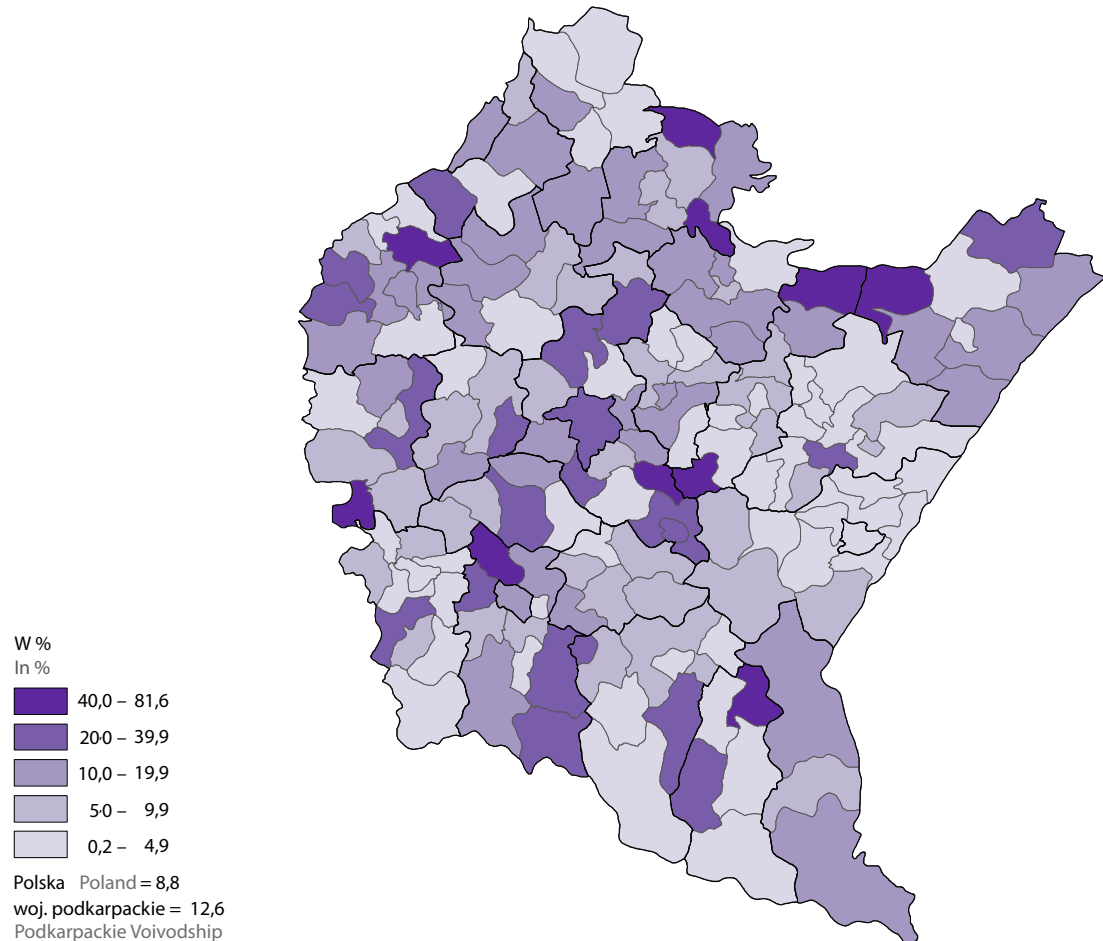 W %
In %
40,0 – 81,6
20,0 – 39,9
10,0 – 19,9
5,0 – 9,9
0,2 – 4,9
Polska Poland = 8,8
woj. podkarpackie = 12,6
Podkarpackie Voivodship